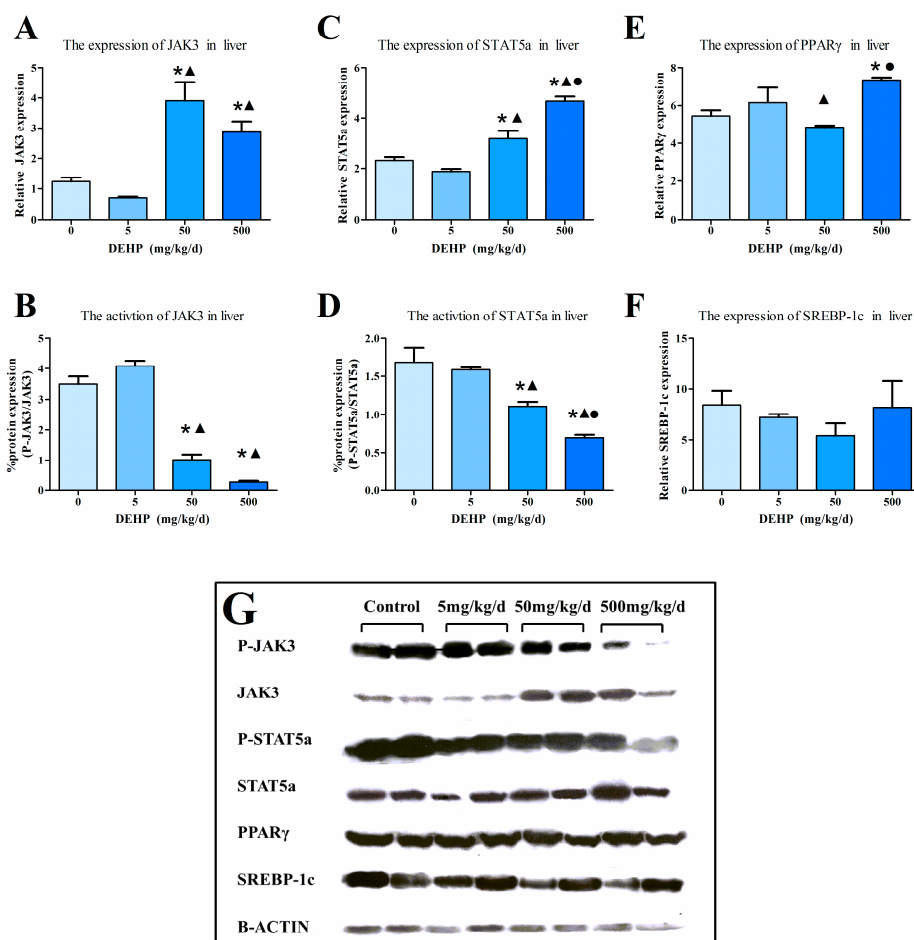 A
The expression of JAK3 in liver
Relative JAK3 expression
5
4
3
2
1
0
*▲
*▲
0 5 50 500
DEHP (mg/kg/d)
C
The expression of STAT5a in liver
Relative STAT5a expression
6
4
2
0
*▲
*▲●
0 5 50 500
DEHP (mg/kg/d)
E
The expression of PPARγ in liver
Relative PPARγ expression
8
6
4
2
0
▲
*●
0 5 50 500
DEHP (mg/kg/d)
B
The activtion of JAK3 in liver
%protein expression
(P-JAK3/JAK3)
5
4
3
2
1
0
*▲
*▲
0 5 50 500
DEHP (mg/kg/d)
D
The activtion of STAT5a in liver
%protein expression
(P-STAT5a/STAT5a)
2.0
1.5
1.0
0.5
0.0
*▲
*▲●
0 5 50 500
DEHP (mg/kg/d)
F
The expression of SREBP-1c in liver
Relative SREBP-1c expression
15
10
5
0
0 5 50 500
DEHP (mg/kg/d)
G
Control 5mg/kg/d 50mg/kg/d 500mg/kg/d
P-JAK3
JAK3
P-STAT5a
STAT5a
PPARγ
SREBP-1c
B-ACTIN